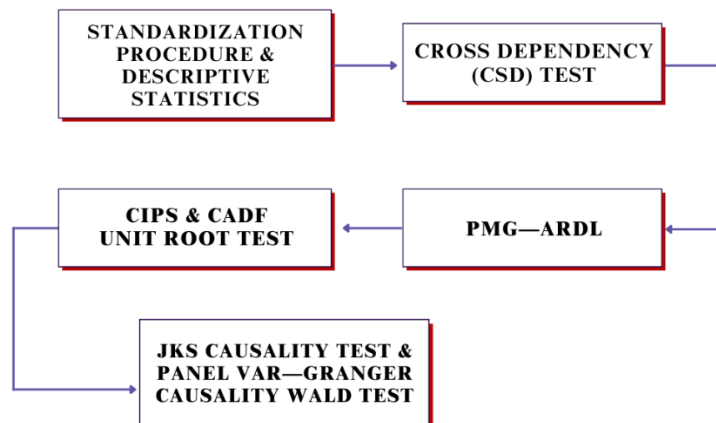 STANDARDIZATION
PROCEDURE &
DESCRIPTIVE
STATISTICS
CROSS DEPENDENCY
(CSD) TEST
PMG—ARDL
CIPS & CADF
UNIT ROOT TEST
JKS CAUSALITY TEST &
PANEL VAR—GRANGER
CAUSALITY WALD TEST